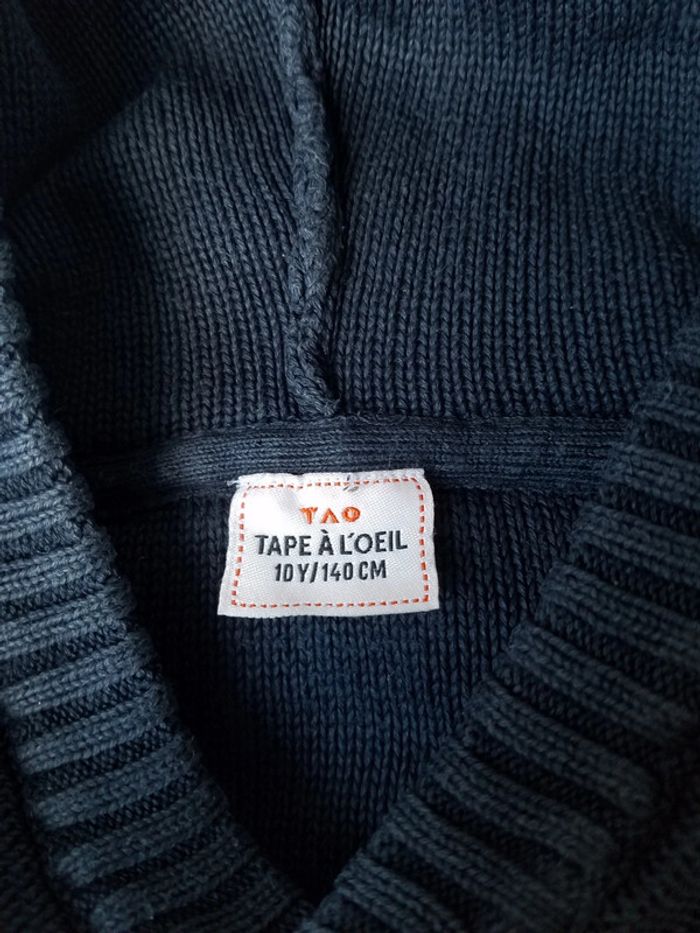 TAO
TAPE À L'OEIL
10Y/140 CM